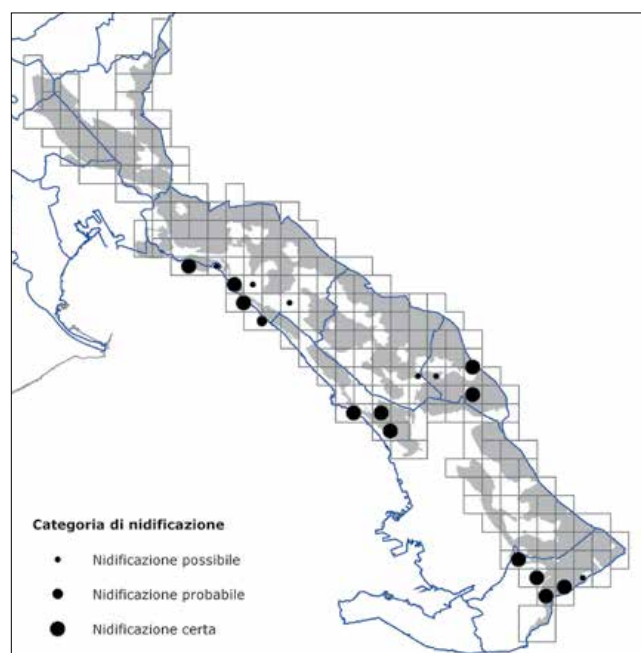 Categoria di nidificazione
Nidificazione possibile
Nidificazione probabile
Nidificazione certa